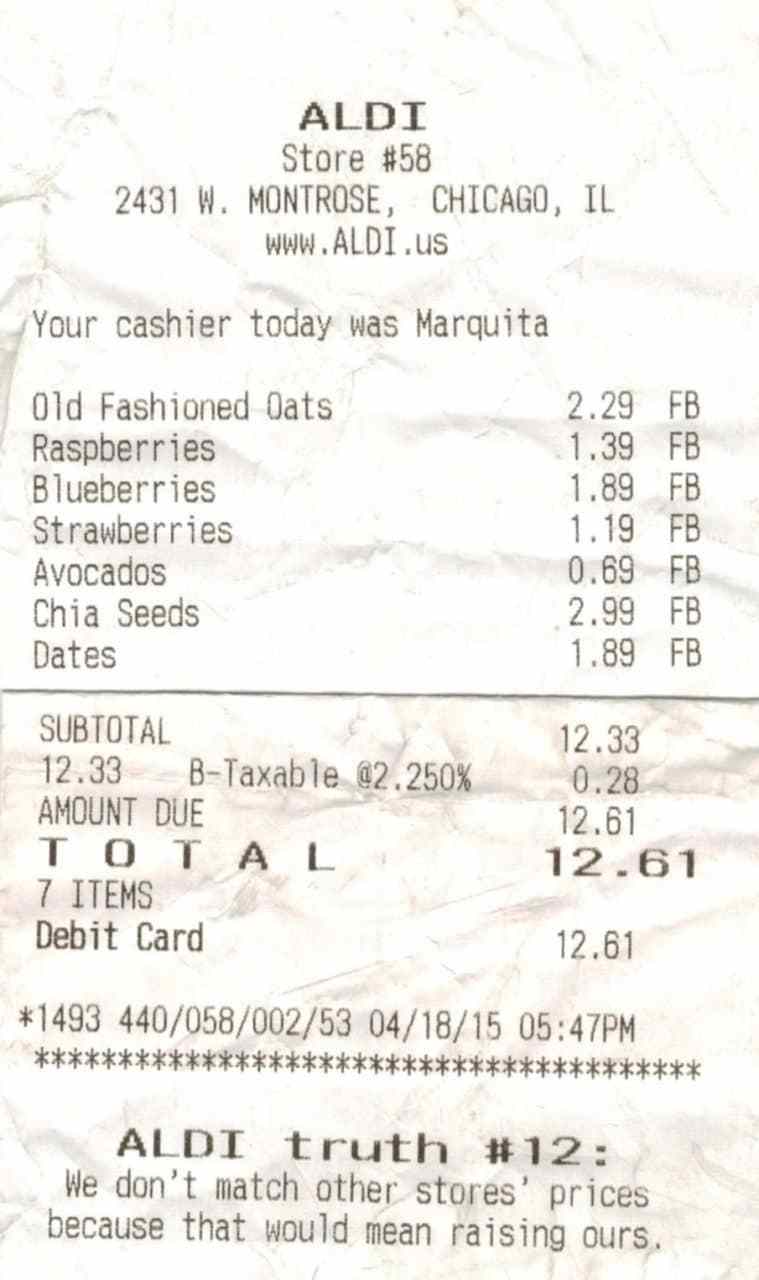 ALDI
Store #58
2431 W. MONTROSE, CHICAGO, IL
www.ALDI.us
Your cashier today was Marquita
Old Fashioned Oats 2.29 FB
Raspberries 1.39 FB
Blueberries 1.89 FB
Strawberries 1.19 FB
Avocados 0.69 FB
Chia Seeds 2.99 FB
Dates 1.89 FB
SUBTOTAL 12.33
12.33 B-Taxable @2.250% 0.28
AMOUNT DUE 12.61
T O T A L 12.61
7 ITEMS
Debit Card 12.61
*1493 440/058/002/53 04/18/15 05:47PM
****************************************
ALDI truth #12:
We don't match other stores' prices
because that would mean raising ours.